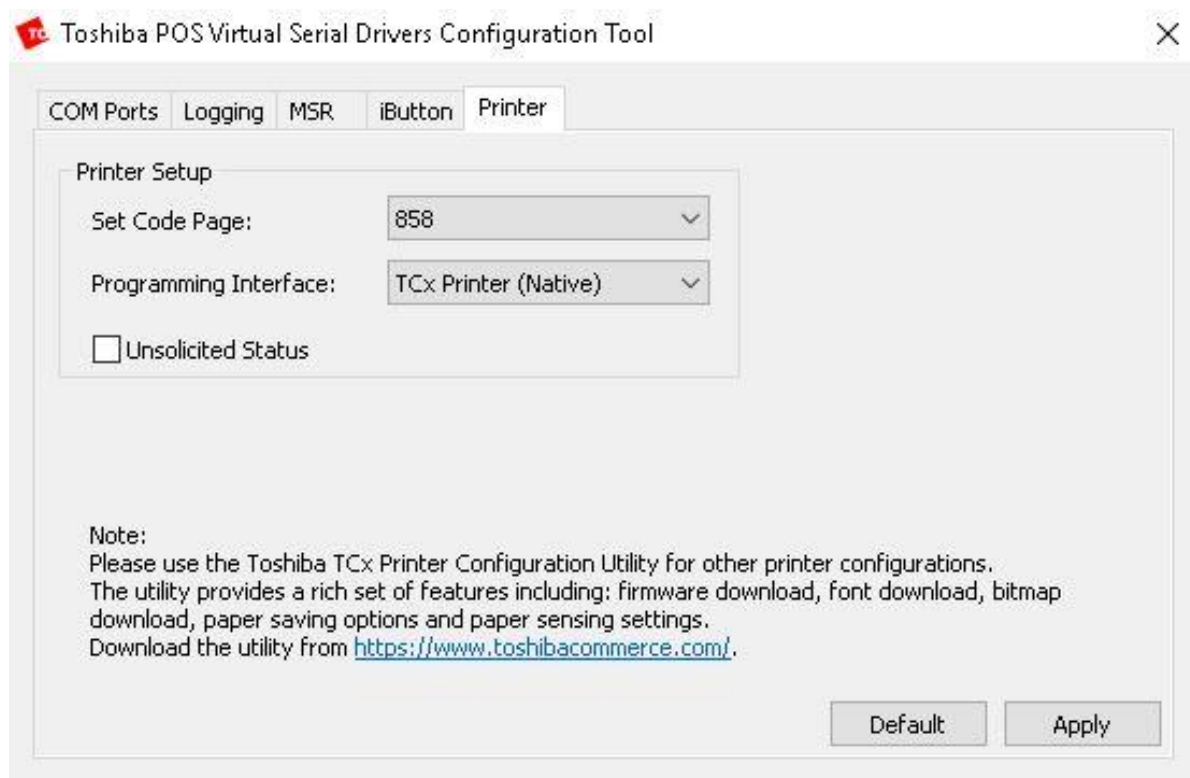 Toshiba POS Virtual Serial Drivers Configuration Tool
COM Ports Logging MSR iButton Printer
Printer Setup
Set Code Page: 858
Programming Interface: TCx Printer (Native)
Unsolicited Status
Note:
Please use the Toshiba TCx Printer Configuration Utility for other printer configurations.
The utility provides a rich set of features including: firmware download, font download, bitmap
download, paper saving options and paper sensing settings.
Download the utility from https://www.toshibacommerce.com/.
Default Apply